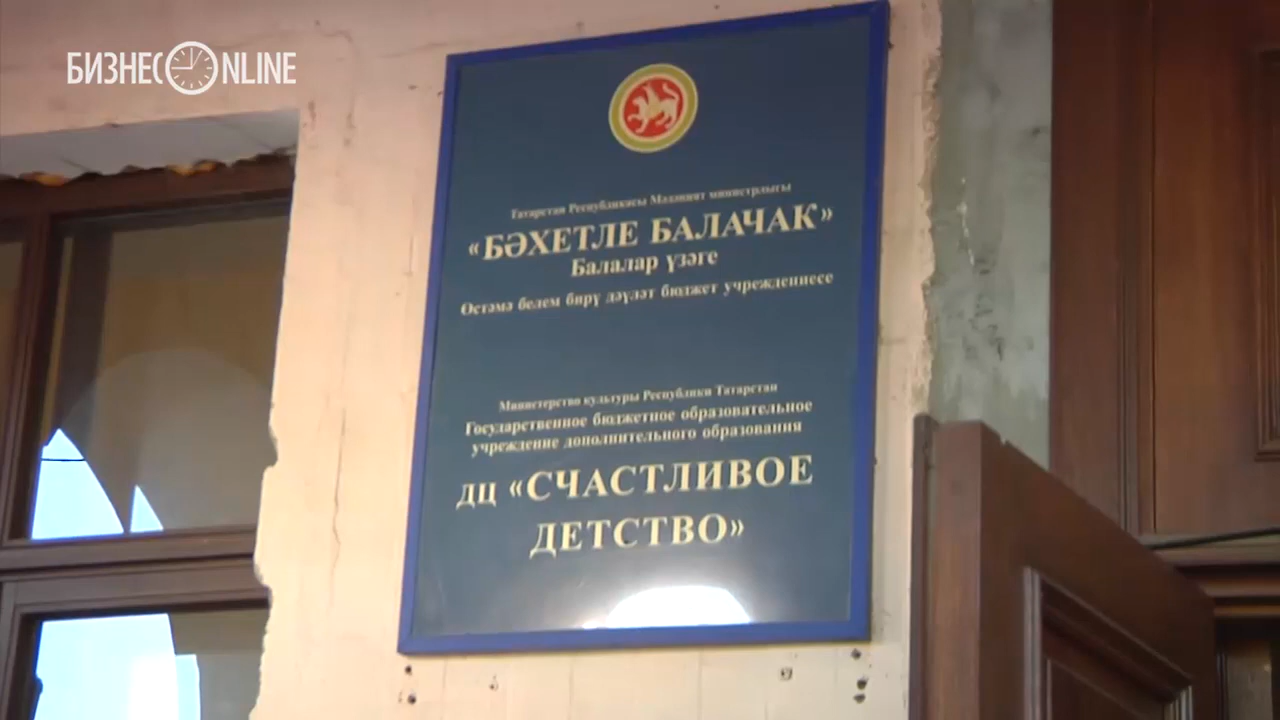 БИЗНЕС ONLINE
Татарстан Республикасы Мәдәният министрлыгы
«БӘХЕТЛЕ БАЛАЧАК»
Балалар үзәге
Өстәмә белем бирү дәүләт бюджет учреждениесе
Министерство культуры Республики Татарстан
Государственное бюджетное образовательное
учреждение дополнительного образования
ДЦ «СЧАСТЛИВОЕ
ДЕТСТВО»